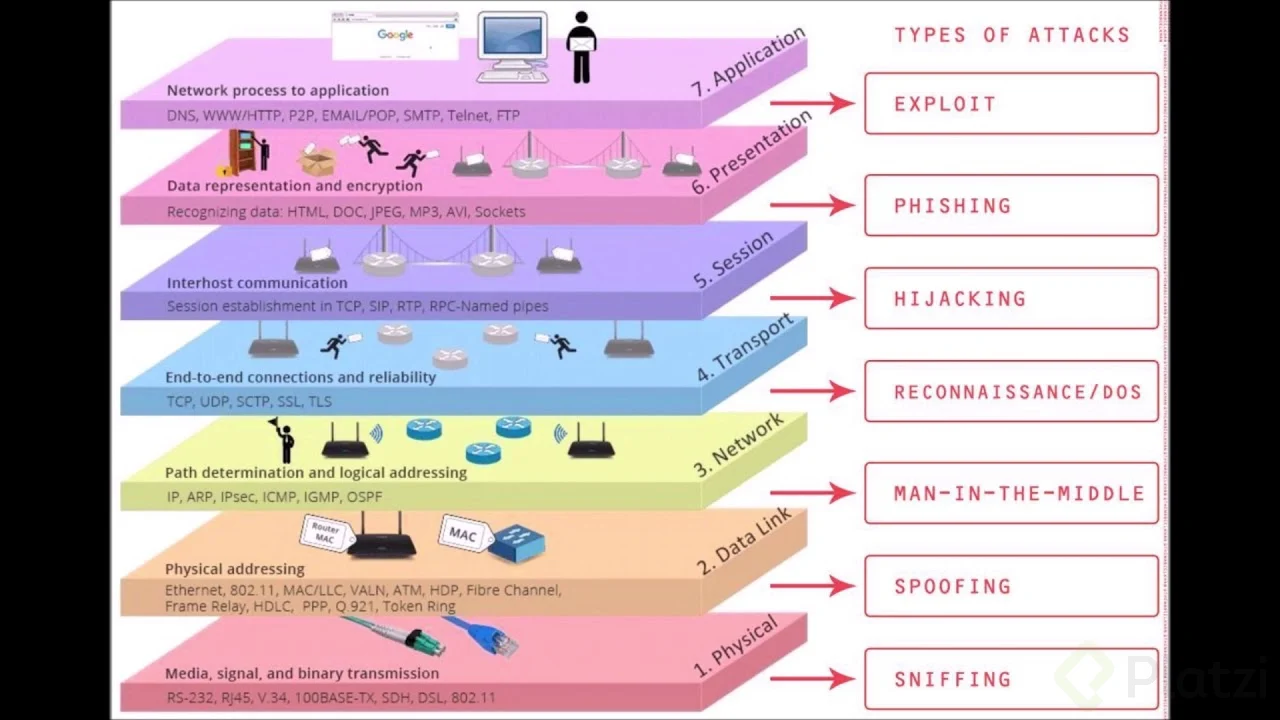 TYPES OF ATTACKS
Google
7. Application
Network process to application
DNS, WWW/HTTP, P2P, EMAIL/POP, SMTP, Telnet, FTP
EXPLOIT
6. Presentation
Data representation and encryption
Recognizing data: HTML, DOC, JPEG, MP3, AVI, Sockets
PHISHING
5. Session
Interhost communication
Session establishment in TCP, SIP, RTP, RPC-Named pipes
HIJACKING
4. Transport
End-to-end connections and reliability
TCP, UDP, SCTP, SSL, TLS
RECONNAISSANCE/DOS
3. Network
Path determination and logical addressing
IP, ARP, IPsec, ICMP, IGMP, OSPF
MAN-IN-THE-MIDDLE
Router
MAC
MAC
2. Data Link
Physical addressing
Ethernet, 802.11, MAC/LLC, VALN, ATM, HDP, Fibre Channel,
Frame Relay, HDLC, PPP, Q.921, Token Ring
SPOOFING
1. Physical
Media, signal, and binary transmission
RS-232, RJ45, V.34, 100BASE-TX, SDH, DSL, 802.11
SNIFFING
Platzi